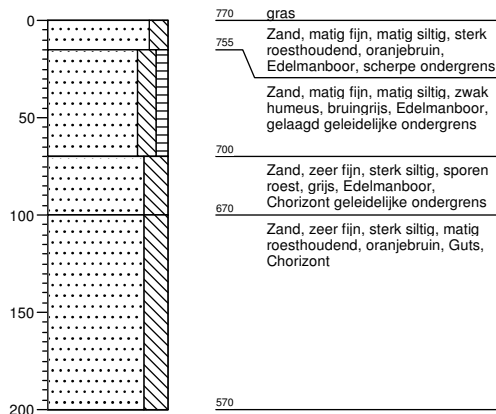 0
770
gras
Zand, matig fijn, matig siltig, sterk
755
roesthoudend, oranjebruin,
Edelmanboor, scherpe ondergrens
Zand, matig fijn, matig siltig, zwak
humeus, bruingrijs, Edelmanboor,
50
gelaagd geleidelijke ondergrens
700
Zand, zeer fijn, sterk siltig, sporen
roest, grijs, Edelmanboor,
Chorizont geleidelijke ondergrens
100
670
Zand, zeer fijn, sterk siltig, matig
roesthoudend, oranjebruin, Guts,
Chorizont
150
200
570